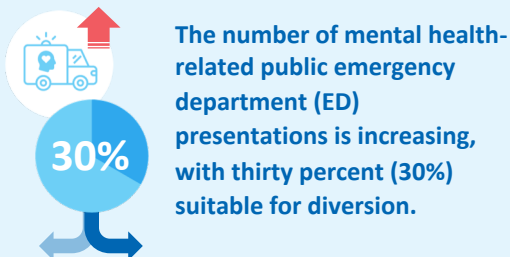 The number of mental health-
related public emergency
department (ED)
presentations is increasing,
with thirty percent (30%)
suitable for diversion.
30%